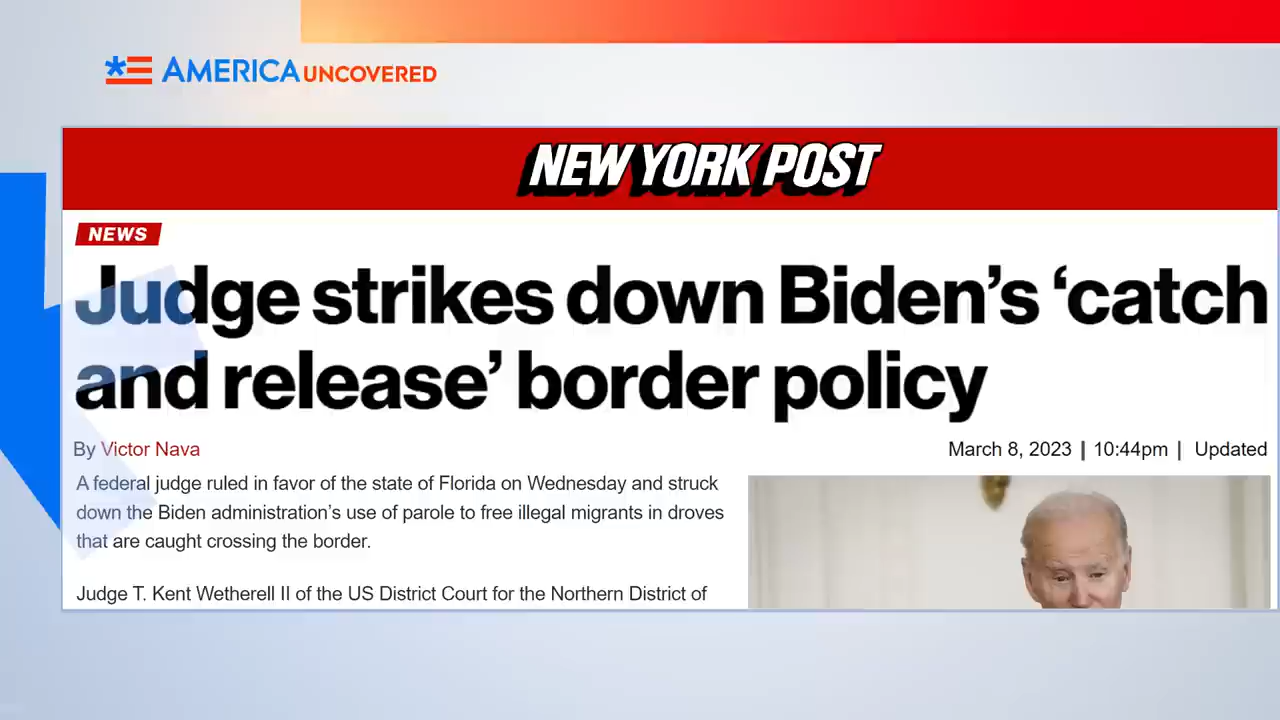 AMERICA UNCOVERED
NEW YORK POST
NEWS
Judge strikes down Biden’s ‘catch
and release’ border policy
By Victor Nava
March 8, 2023 | 10:44pm | Updated
A federal judge ruled in favor of the state of Florida on Wednesday and struck
down the Biden administration’s use of parole to free illegal migrants in droves
that are caught crossing the border.
Judge T. Kent Wetherell II of the US District Court for the Northern District of